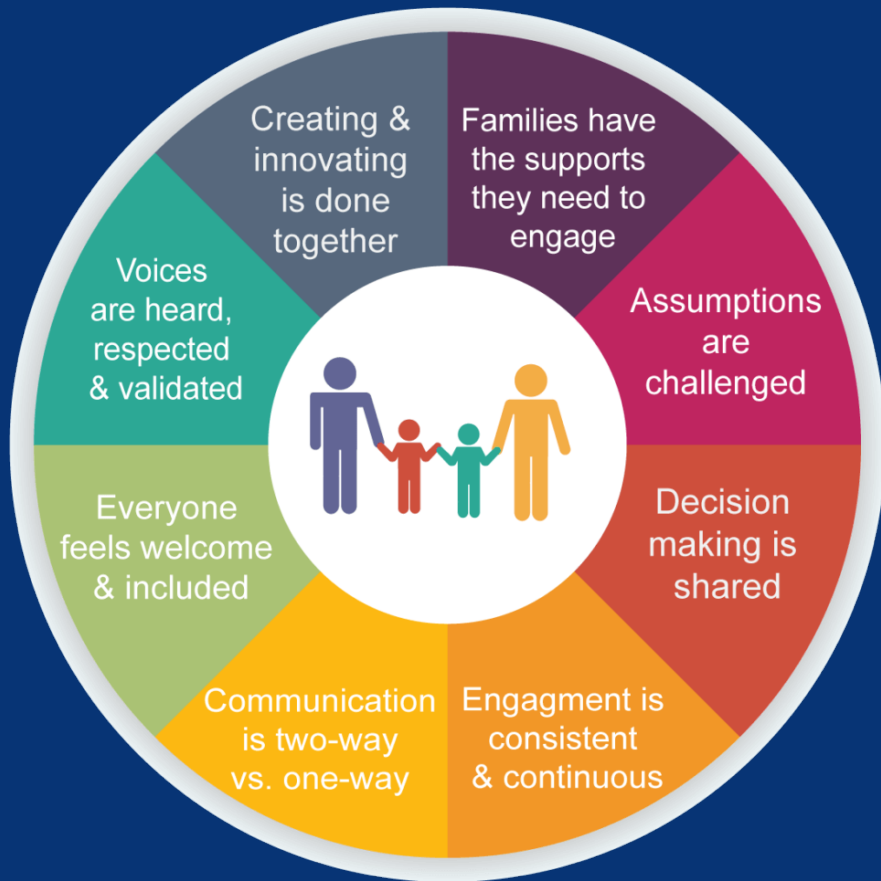 Families have
the supports
they need to
engage
Assumptions
are
challenged
Decision
making is
shared
Engagment is
consistent
& continuous
Communication
is two-way
vs. one-way
Everyone
feels welcome
& included
Voices
are heard,
respected
& validated
Creating &
innovating
is done
together